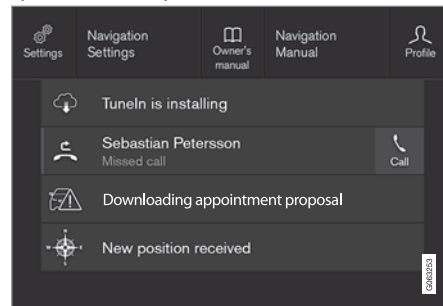 Settings
Navigation
Settings
Owner's
manual
Navigation
Manual
Profile
TuneIn is installing
Sebastian Petersson
Missed call
Call
Downloading appointment proposal
New position received
G063253